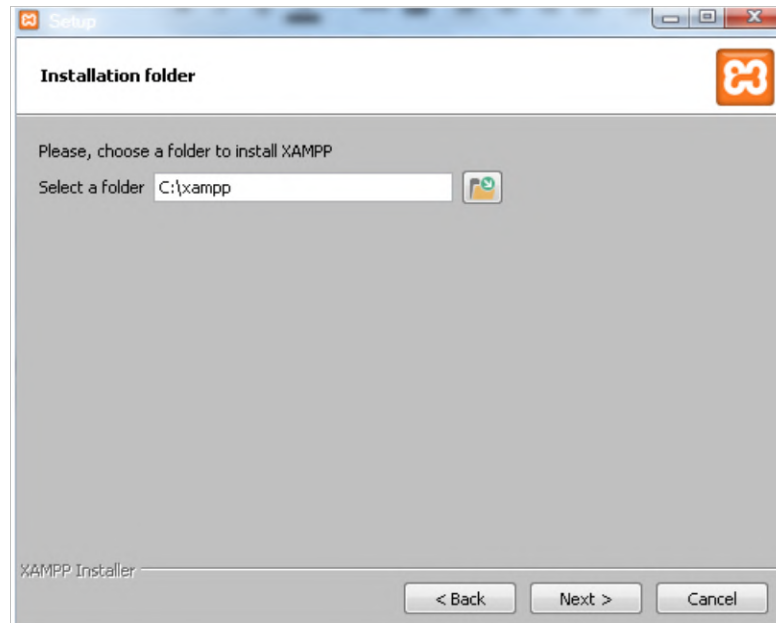 Setup
Installation folder
Please, choose a folder to install XAMPP
Select a folder C:\xampp
XAMPP Installer
< Back Next > Cancel